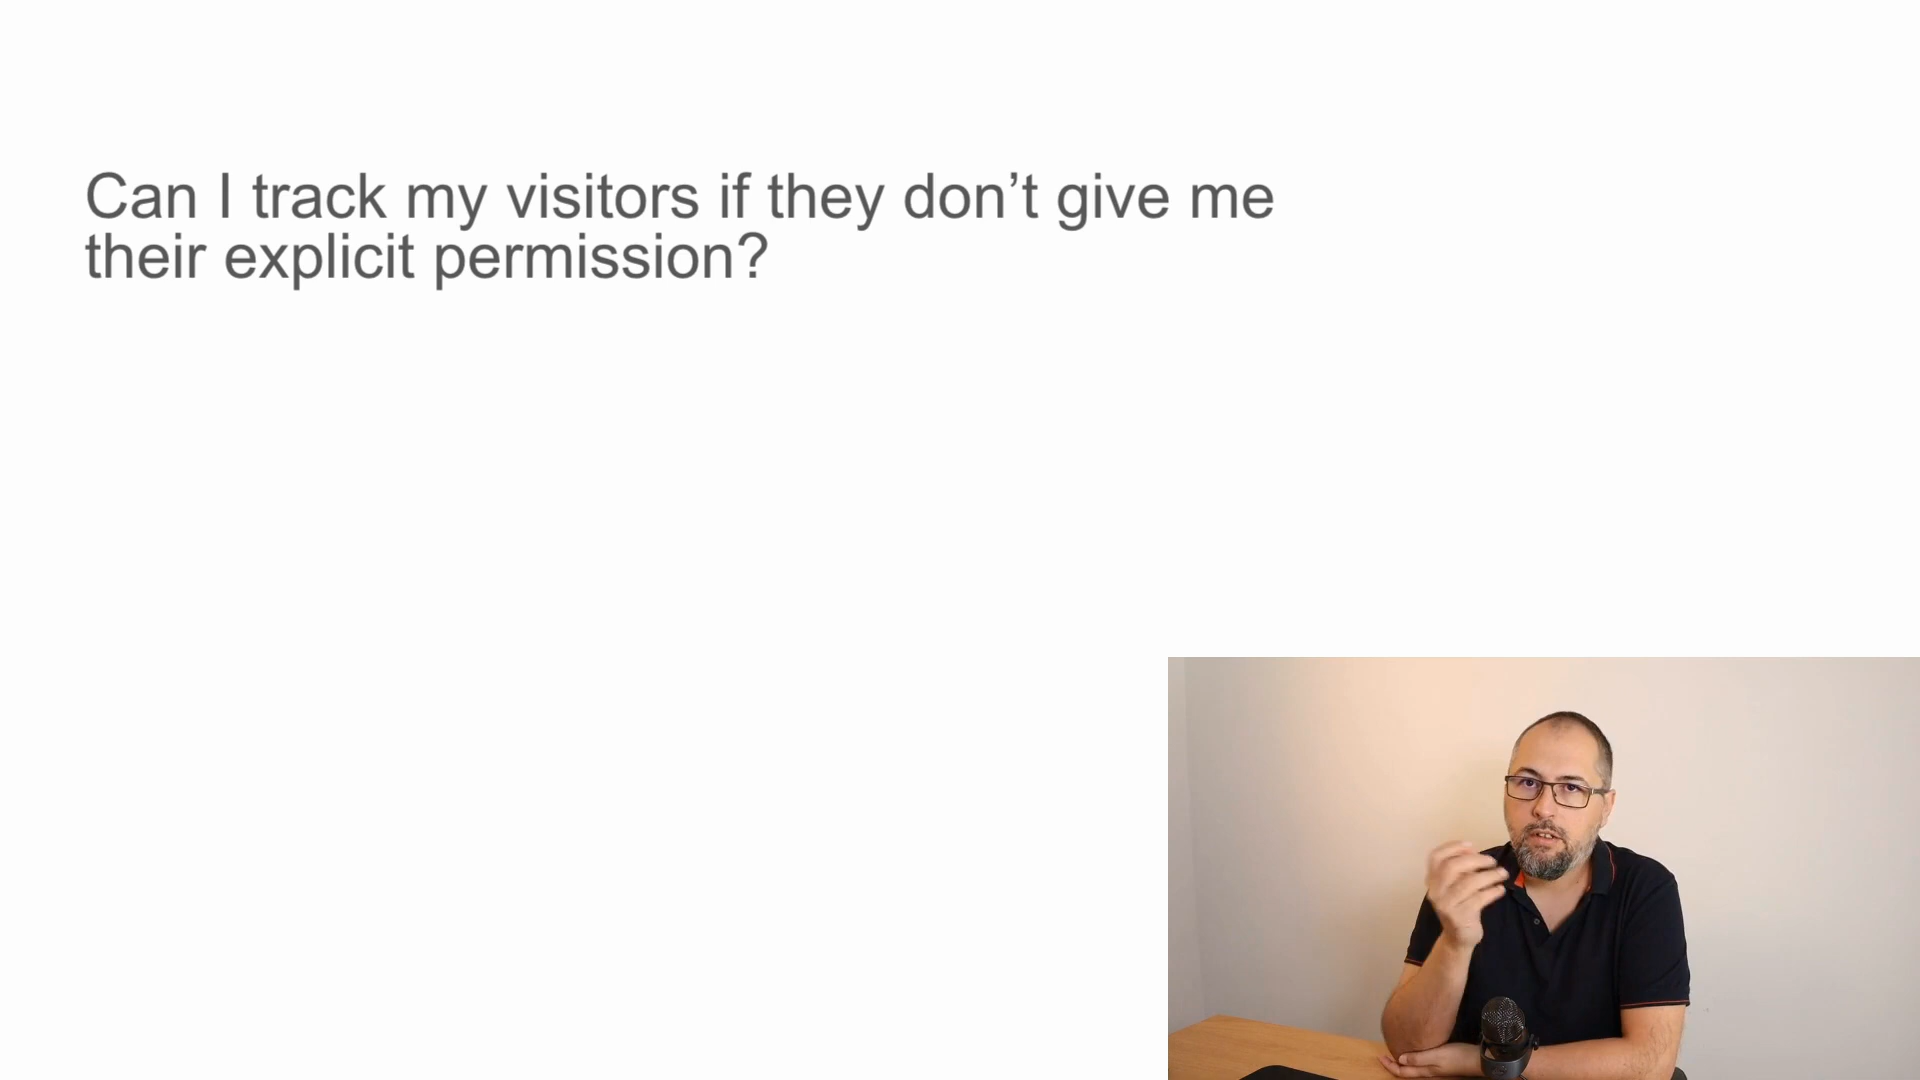 Can I track my visitors if they don’t give me
their explicit permission?